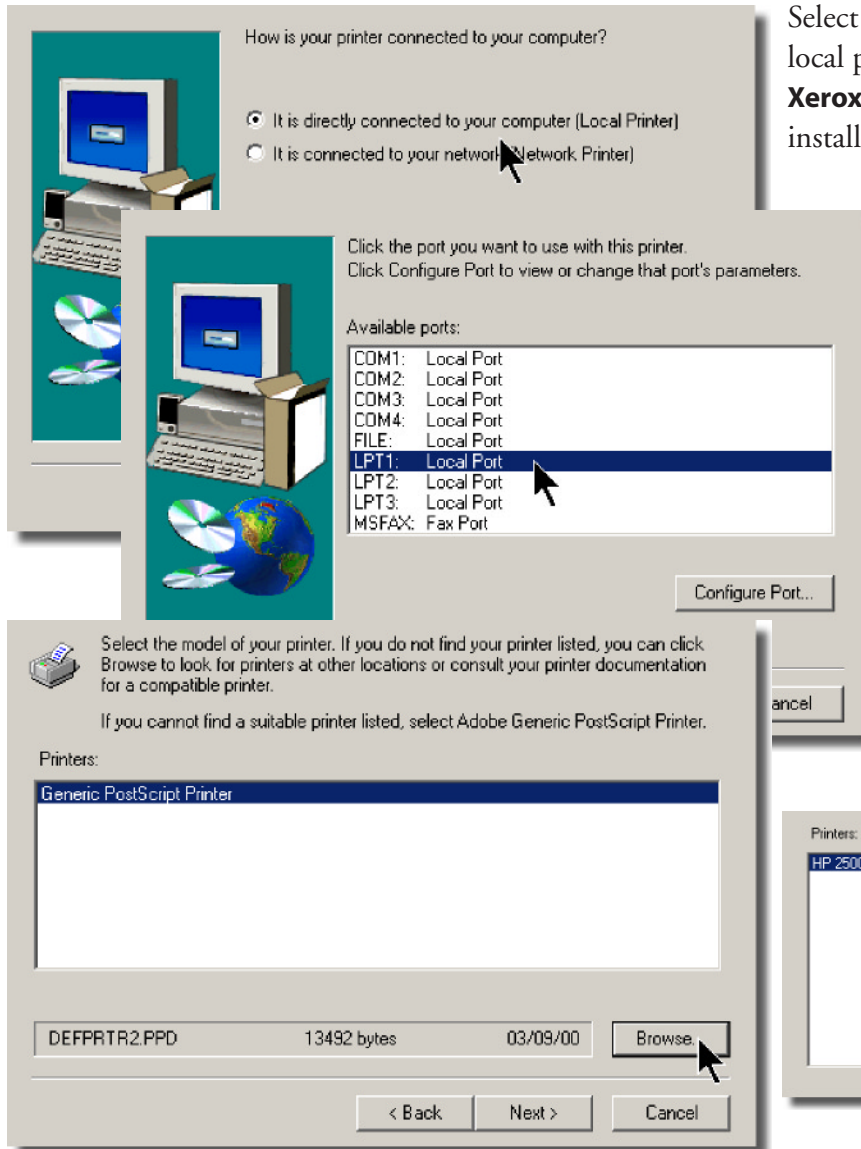 Select
local p
Xerox
install
How is your printer connected to your computer?
It is directly connected to your computer (Local Printer)
It is connected to your network (Network Printer)
Click the port you want to use with this printer.
Click Configure Port to view or change that port's parameters.
Available ports:
COM1: Local Port
COM2: Local Port
COM3: Local Port
COM4: Local Port
FILE: Local Port
LPT1: Local Port
LPT2: Local Port
LPT3: Local Port
MSFAX: Fax Port
Configure Port...
ancel
Select the model of your printer. If you do not find your printer listed, you can click
Browse to look for printers at other locations or consult your printer documentation
for a compatible printer.
If you cannot find a suitable printer listed, select Adobe Generic PostScript Printer.
Printers:
Generic PostScript Printer
DEFPRTR2.PPD 13492 bytes 03/09/00 Browse...
< Back Next > Cancel
Printers:
HP 2500